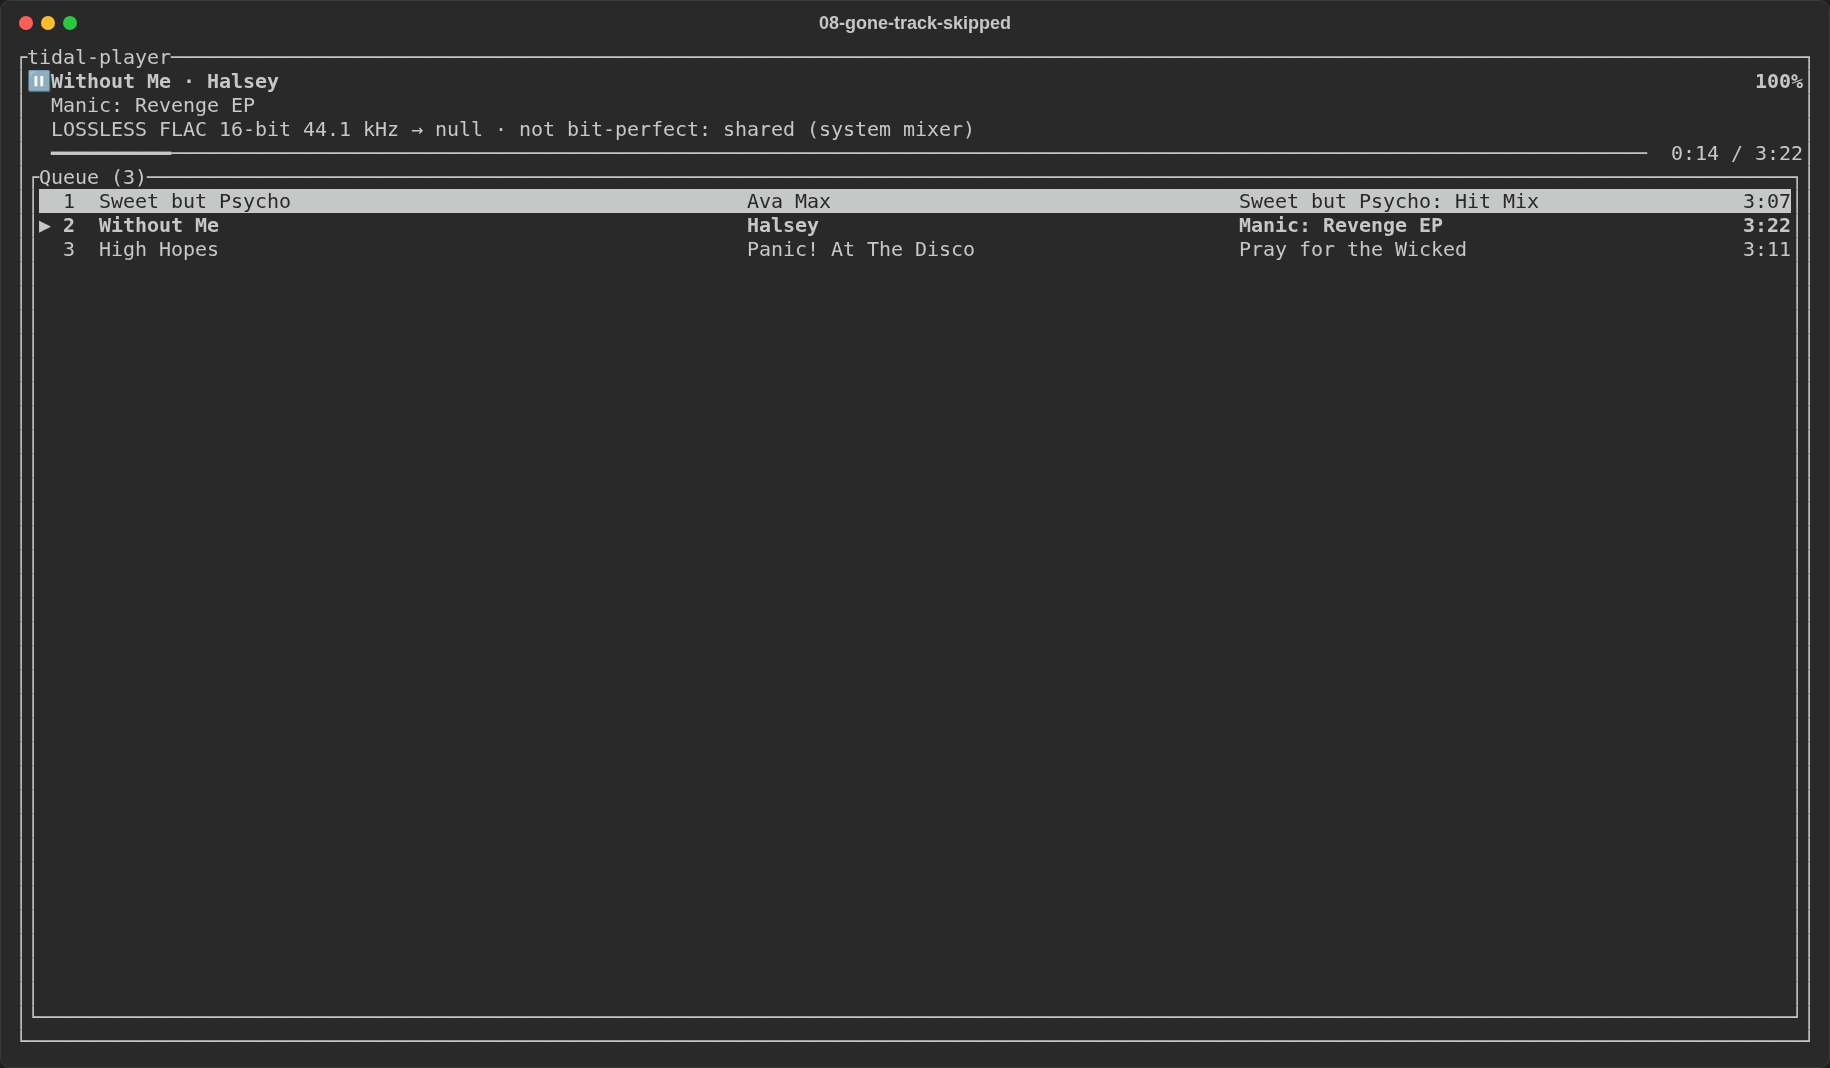 08-gone-track-skipped
tidal-player
⏸Without Me · Halsey 100%
Manic: Revenge EP
LOSSLESS FLAC 16-bit 44.1 kHz → null · not bit-perfect: shared (system mixer)
0:14 / 3:22
Queue (3)
1 Sweet but Psycho Ava Max Sweet but Psycho: Hit Mix 3:07
▶ 2 Without Me Halsey Manic: Revenge EP 3:22
3 High Hopes Panic! At The Disco Pray for the Wicked 3:11